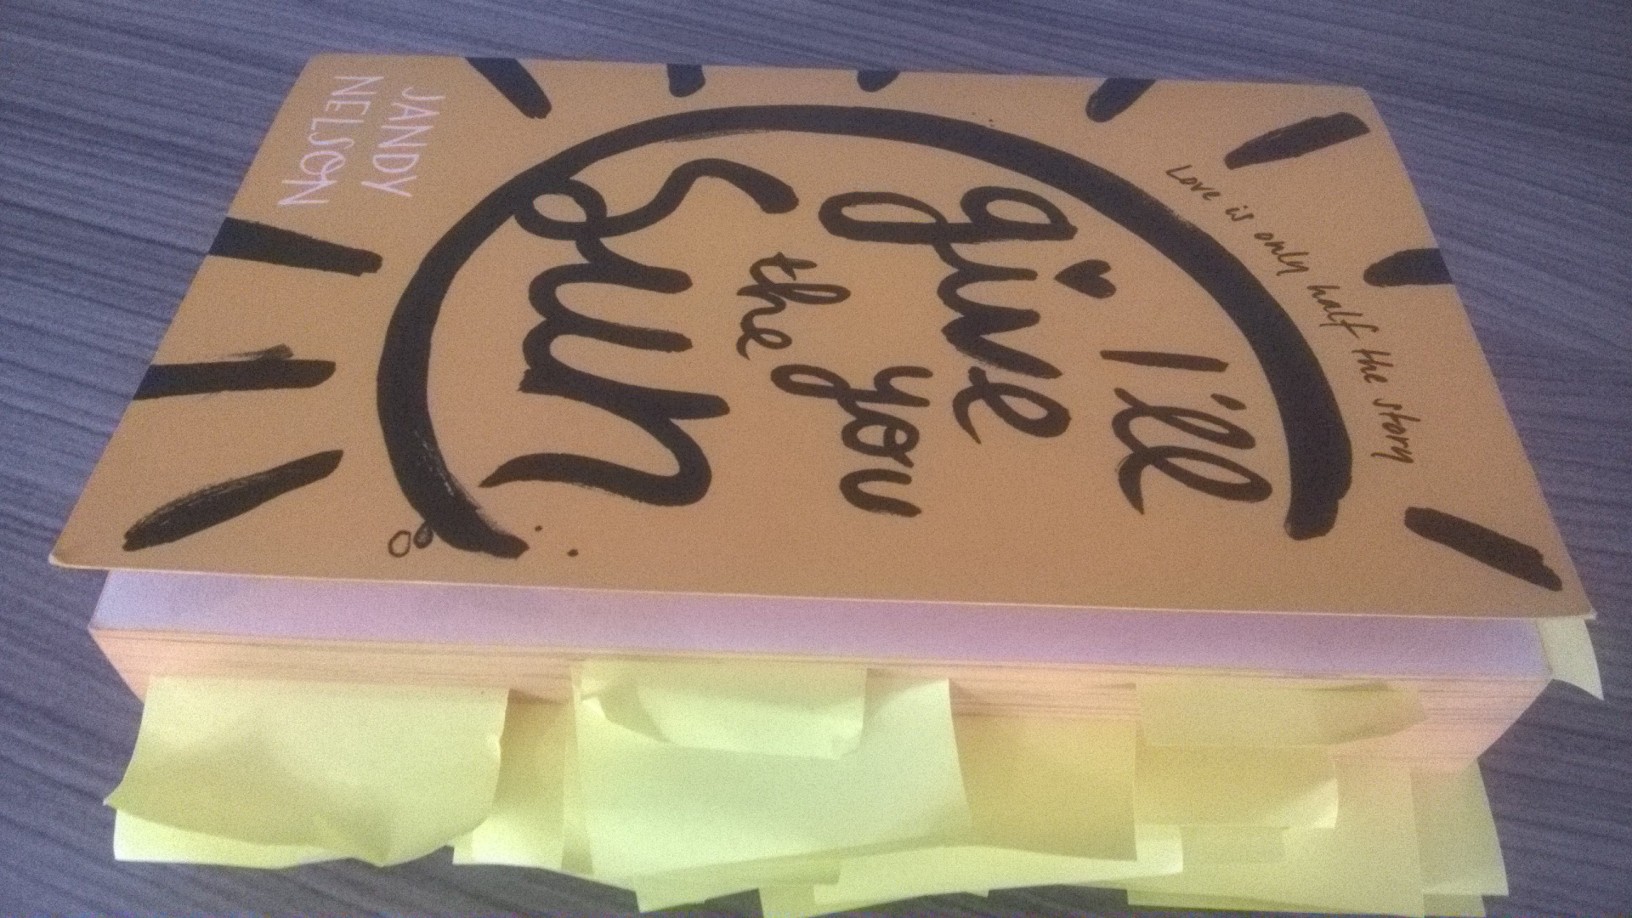 Love is only half the story
I'll
give
you
the
sun
JANDY
NELSON